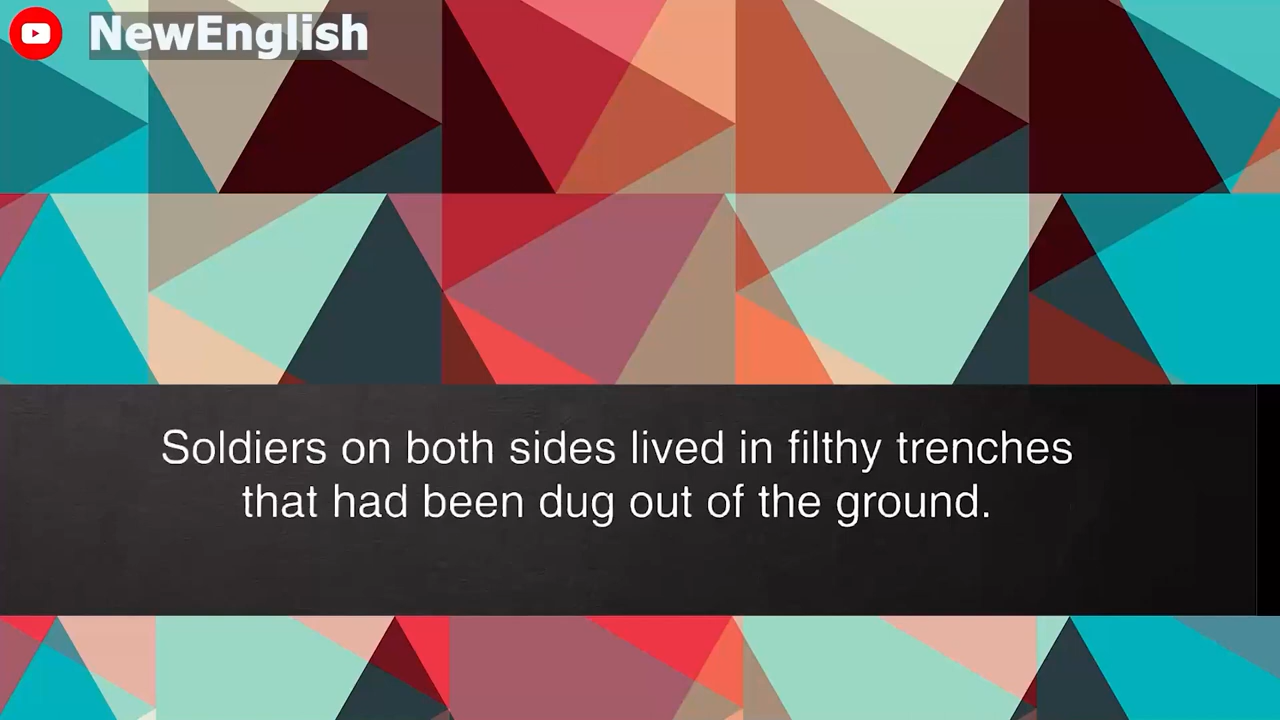 NewEnglish
Soldiers on both sides lived in filthy trenches
that had been dug out of the ground.